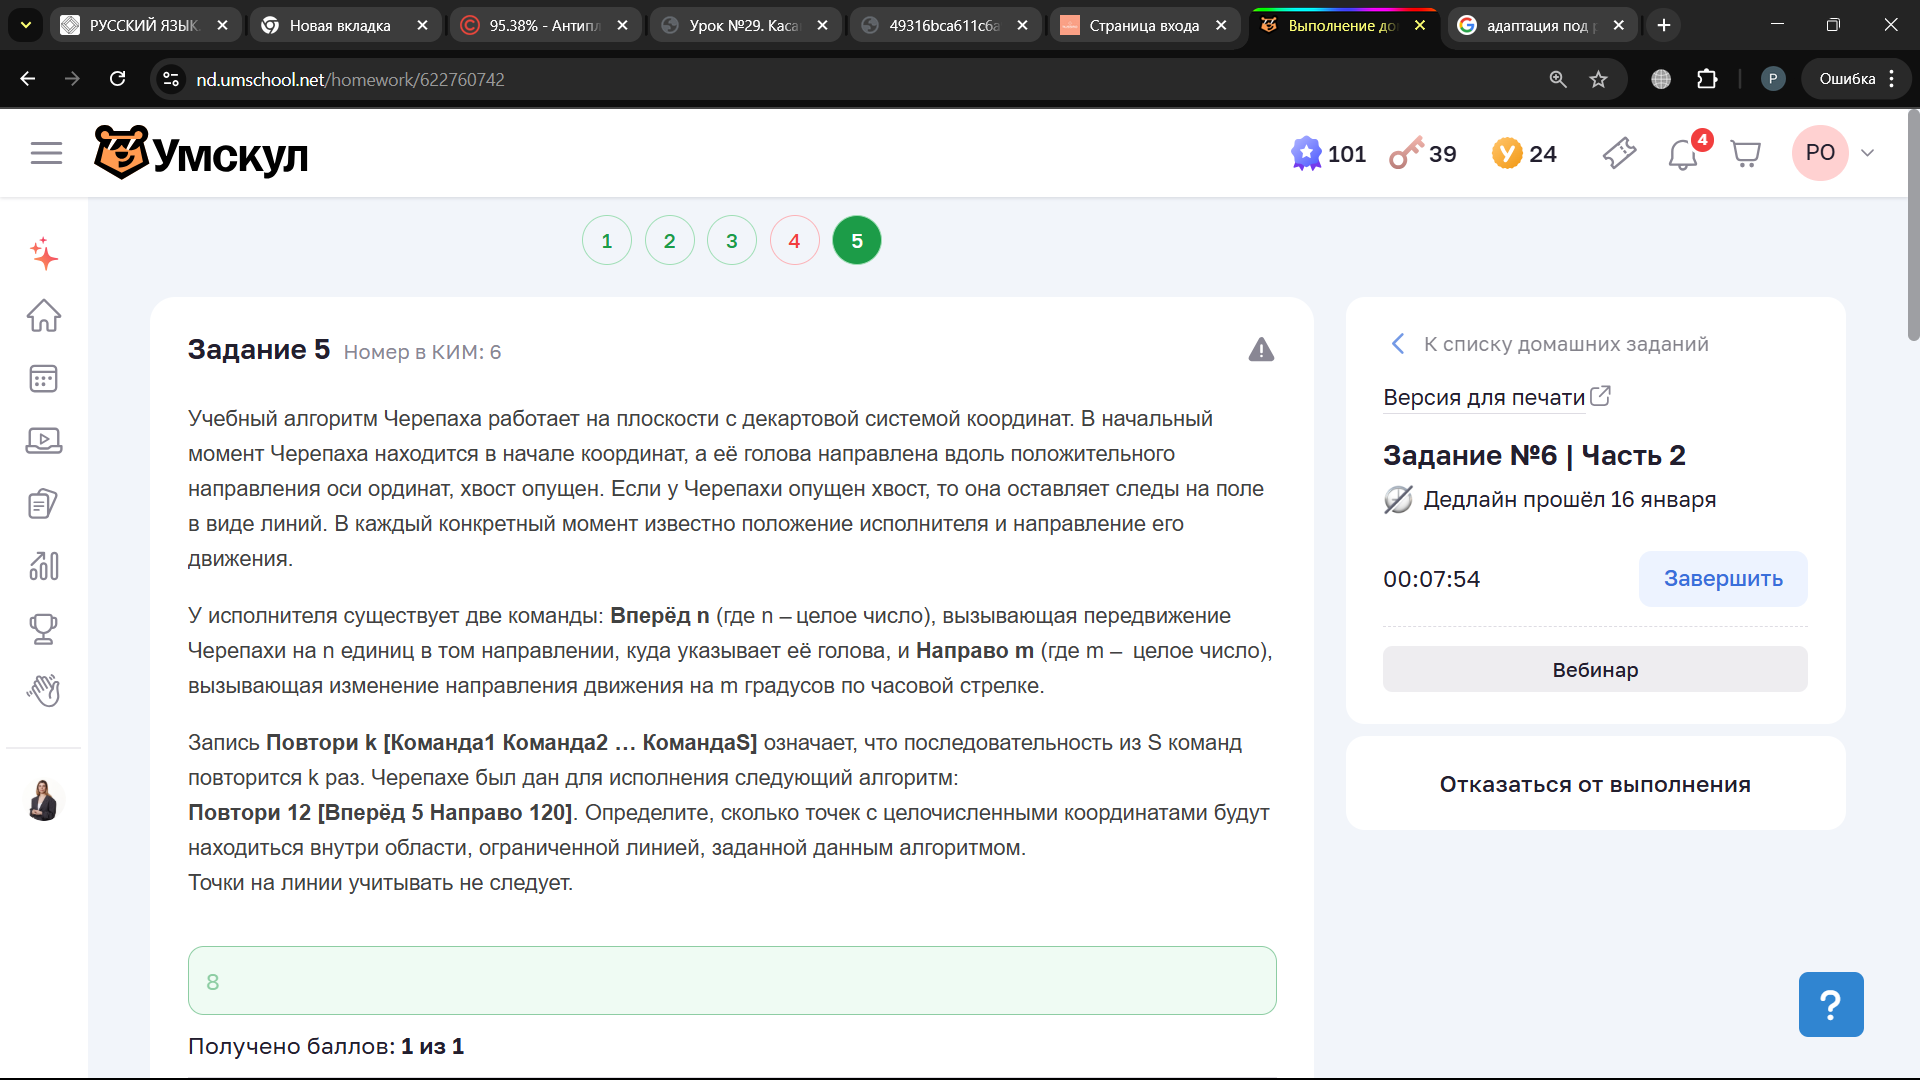 РУССКИЙ ЯЗЫК
Новая вкладка
95.38% - Антипл
Урок №29. Каса
49316bca611c6a
Страница входа
Выполнение до
адаптация под р
nd.umschool.net/homework/622760742
P
Ошибка
Умскул
101
39
У
24
4
PO
1
2
3
4
5
Задание 5 Номер в КИМ: 6
Учебный алгоритм Черепаха работает на плоскости с декартовой системой координат. В начальный
момент Черепаха находится в начале координат, а её голова направлена вдоль положительного
направления оси ординат, хвост опущен. Если у Черепахи опущен хвост, то она оставляет следы на поле
в виде линий. В каждый конкретный момент известно положение исполнителя и направление его
движения.
У исполнителя существует две команды: Вперёд n (где n – целое число), вызывающая передвижение
Черепахи на n единиц в том направлении, куда указывает её голова, и Направо m (где m – целое число),
вызывающая изменение направления движения на m градусов по часовой стрелке.
Запись Повтори k [Команда1 Команда2 … КомандаS] означает, что последовательность из S команд
повторится k раз. Черепахе был дан для исполнения следующий алгоритм:
Повтори 12 [Вперёд 5 Направо 120]. Определите, сколько точек с целочисленными координатами будут
находиться внутри области, ограниченной линией, заданной данным алгоритмом.
Точки на линии учитывать не следует.
8
Получено баллов: 1 из 1
К списку домашних заданий
Версия для печати
Задание №6 | Часть 2
Дедлайн прошёл 16 января
00:07:54
Завершить
Вебинар
Отказаться от выполнения
?